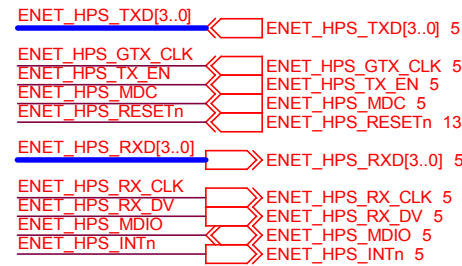 ENET_HPS_TXD[3..0] ENET_HPS_TXD[3..0] 5
ENET_HPS_GTX_CLK ENET_HPS_GTX_CLK 5
ENET_HPS_TX_EN ENET_HPS_TX_EN 5
ENET_HPS_MDC ENET_HPS_MDC 5
ENET_HPS_RESETn ENET_HPS_RESETn 13
ENET_HPS_RXD[3..0] ENET_HPS_RXD[3..0] 5
ENET_HPS_RX_CLK ENET_HPS_RX_CLK 5
ENET_HPS_RX_DV ENET_HPS_RX_DV 5
ENET_HPS_MDIO ENET_HPS_MDIO 5
ENET_HPS_INTn ENET_HPS_INTn 5